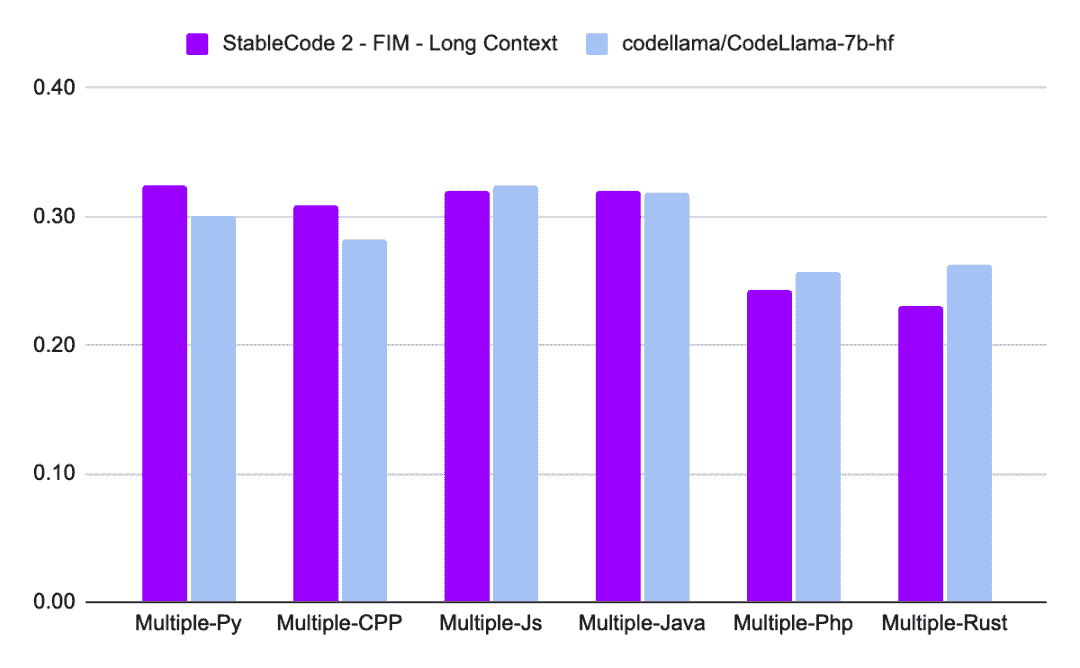 StableCode 2 - FIM - Long Context codellama/CodeLlama-7b-hf
0.40
0.30
0.20
0.10
0.00
Multiple-Py Multiple-CPP Multiple-Js Multiple-Java Multiple-Php Multiple-Rust